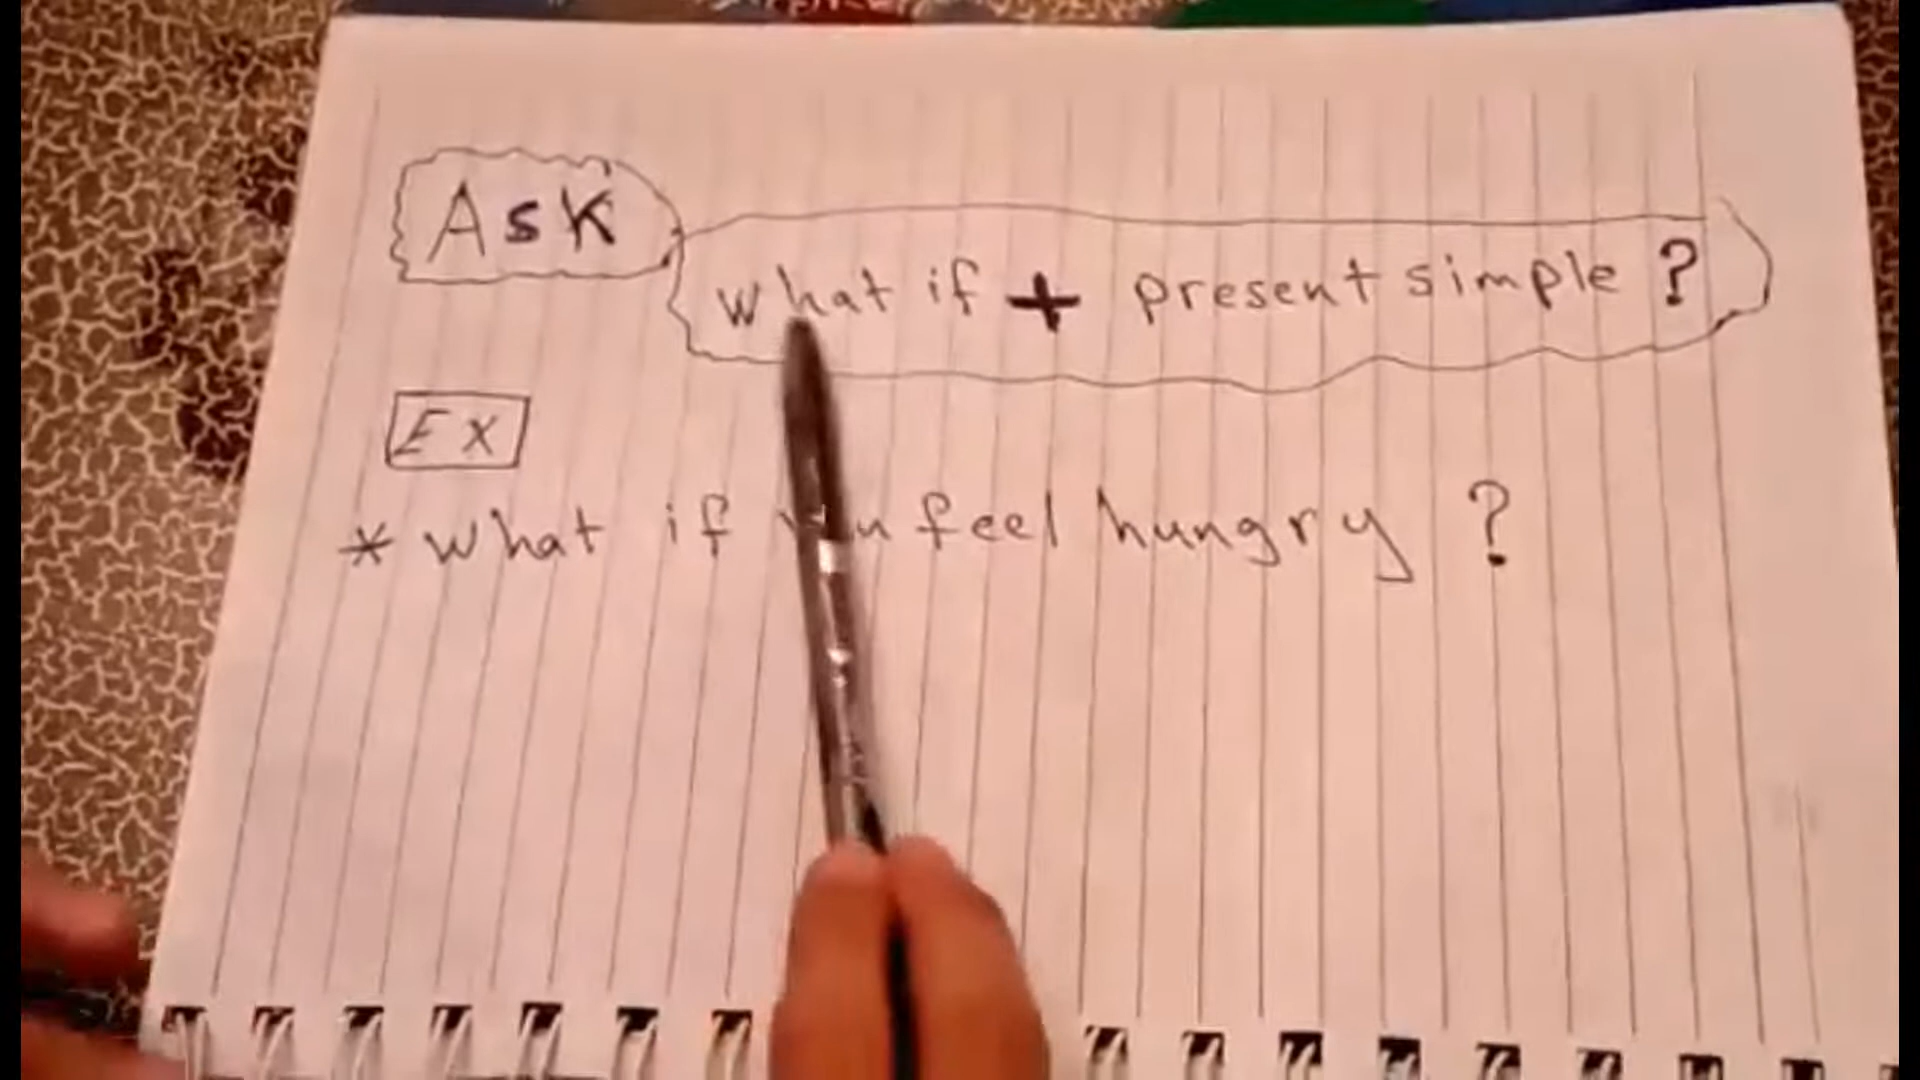 Ask
What if + present simple ?
Ex
* What if feel hungry ?